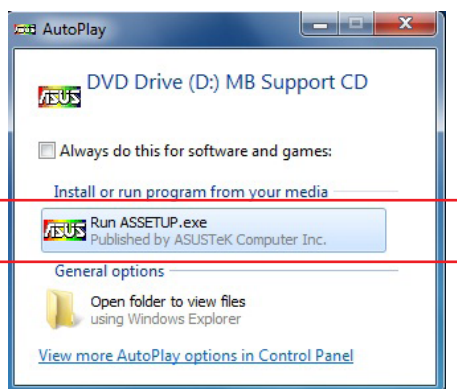 AutoPlay
DVD Drive (D:) MB Support CD
ASUS
Always do this for software and games:
Install or run program from your media
ASUS
Run ASSETUP.exe
Published by ASUSTeK Computer Inc.
General options
Open folder to view files
using Windows Explorer
View more AutoPlay options in Control Panel